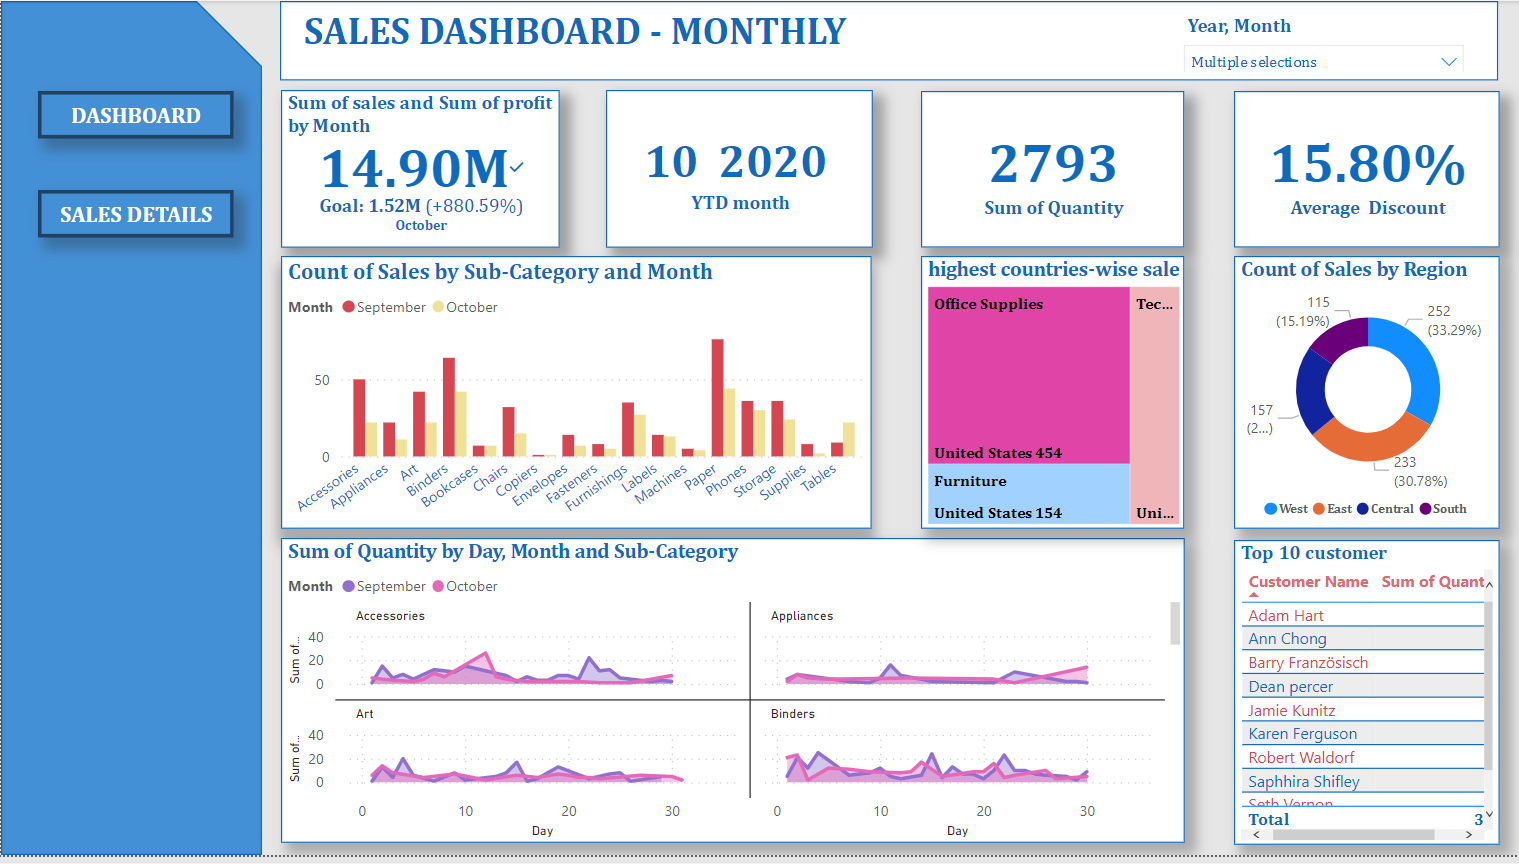 SALES DASHBOARD - MONTHLY
Year, Month
Multiple selections
DASHBOARD
SALES DETAILS
Sum of sales and Sum of profit
by Month
14.90M
Goal: 1.52M (+880.59%)
October
10 2020
YTD month
2793
Sum of Quantity
15.80%
Average Discount
Count of Sales by Sub-Category and Month
Month September October
50
0
Accessories
Appliances
Art
Binders
Bookcases
Chairs
Copiers
Envelopes
Fasteners
Furnishings
Labels
Machines
Paper
Phones
Storage
Supplies
Tables
highest countries-wise sale
Office Supplies
United States 454
Furniture
United States 154
Tec...
Uni...
Count of Sales by Region
115
(15.19%)
252
(33.29%)
157
(2...)
233
(30.78%)
West East Central South
Sum of Quantity by Day, Month and Sub-Category
Month September October
Accessories
Appliances
Sum of...
40
20
0
Art
Binders
Sum of...
40
20
0
0 10 20 30
0 10 20 30
Day
Day
Top 10 customer
Customer Name Sum of Quant
Adam Hart
Ann Chong
Barry Französisch
Dean percer
Jamie Kunitz
Karen Ferguson
Robert Waldorf
Saphhira Shifley
Seth Vernon
Total 3